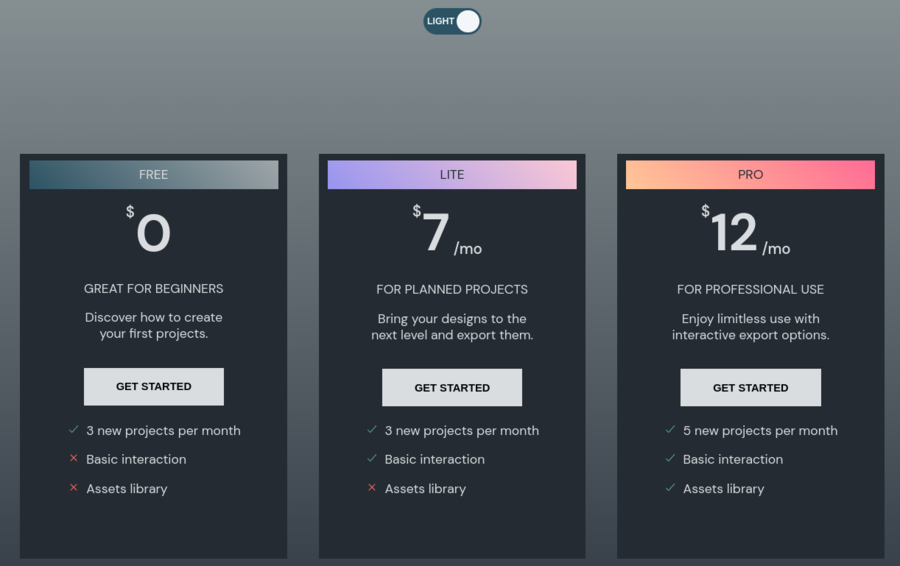 LIGHT
FREE
$0
GREAT FOR BEGINNERS
Discover how to create
your first projects.
GET STARTED
3 new projects per month
Basic interaction
Assets library
LITE
$7 /mo
FOR PLANNED PROJECTS
Bring your designs to the
next level and export them.
GET STARTED
3 new projects per month
Basic interaction
Assets library
PRO
$12 /mo
FOR PROFESSIONAL USE
Enjoy limitless use with
interactive export options.
GET STARTED
5 new projects per month
Basic interaction
Assets library